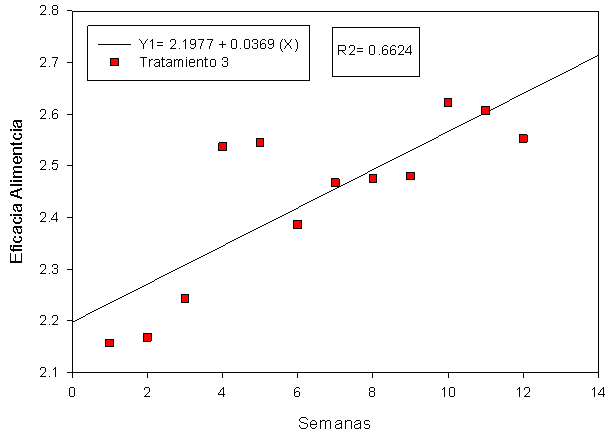 2.8
2.7
2.6
2.5
2.4
2.3
2.2
2.1
Eficacia Alimentcia
Y1= 2.1977 + 0.0369 (X)
Tratamiento 3
R2= 0.6624
0 2 4 6 8 10 12 14
Semanas